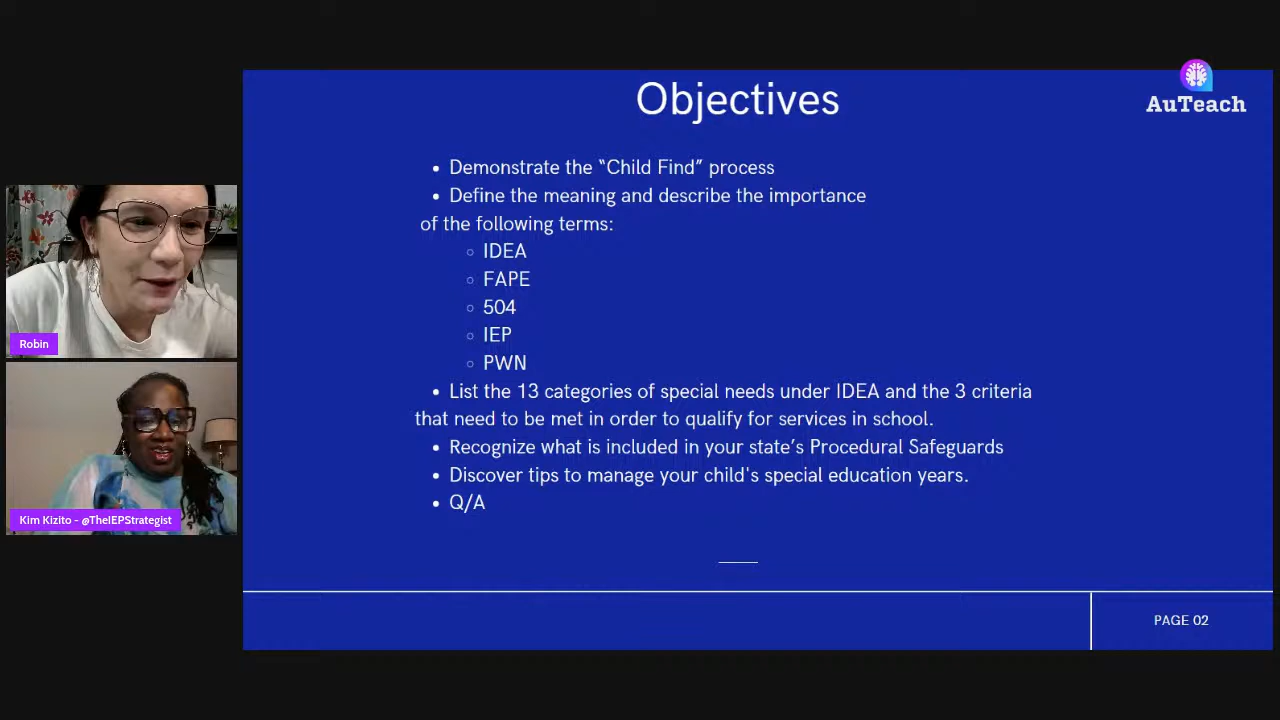 Objectives
AuTeach
• Demonstrate the “Child Find” process
• Define the meaning and describe the importance
of the following terms:
○ IDEA
○ FAPE
○ 504
○ IEP
○ PWN
• List the 13 categories of special needs under IDEA and the 3 criteria
that need to be met in order to qualify for services in school.
• Recognize what is included in your state’s Procedural Safeguards
• Discover tips to manage your child's special education years.
• Q/A
PAGE 02
Robin
Kim Kizito - @TheIEPStrategist